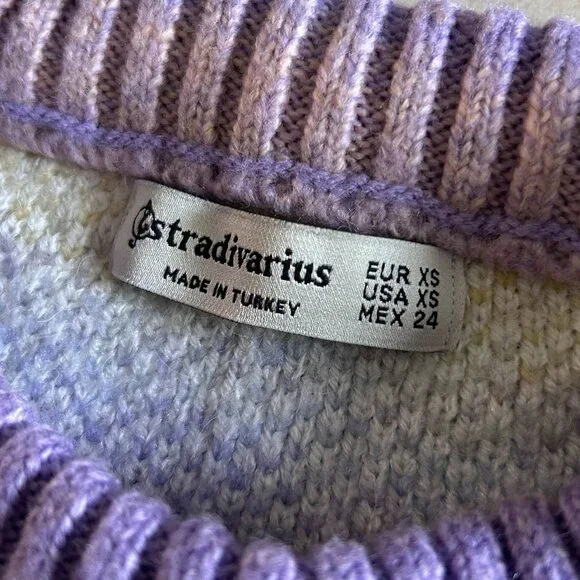 stradivarius
MADE IN TURKEY
EUR XS
USA XS
MEX 24